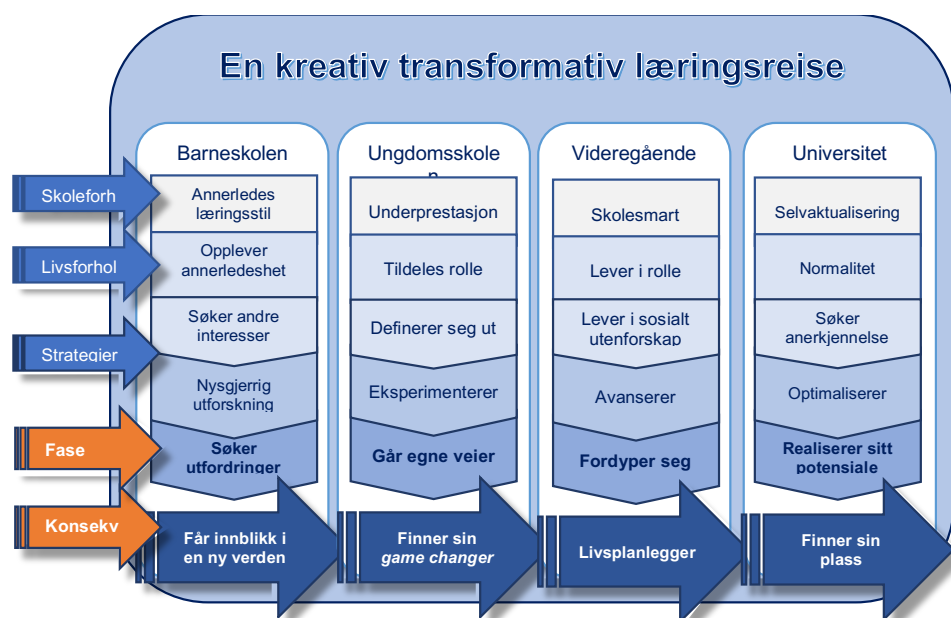 En kreativ transformativ læringsreise
Barneskolen
Ungdomsskole
n
Videregående
Universitet
Skoleforh
Annerledes
læringsstil
Underprestasjon
Skolesmart
Selvaktualisering
Livsforhol
Opplever
annerledeshet
Tildeles rolle
Lever i rolle
Normalitet
Strategier
Søker andre
interesser
Definerer seg ut
Lever i sosialt
utenforskap
Søker
anerkjennelse
Nysgjerrig
utforskning
Eksperimenterer
Avanserer
Optimaliserer
Fase
Søker
utfordringer
Går egne veier
Fordyper seg
Realiserer sitt
potensiale
Konsekv
Får innblikk i
en ny verden
Finner sin
game changer
Livsplanlegger
Finner sin
plass